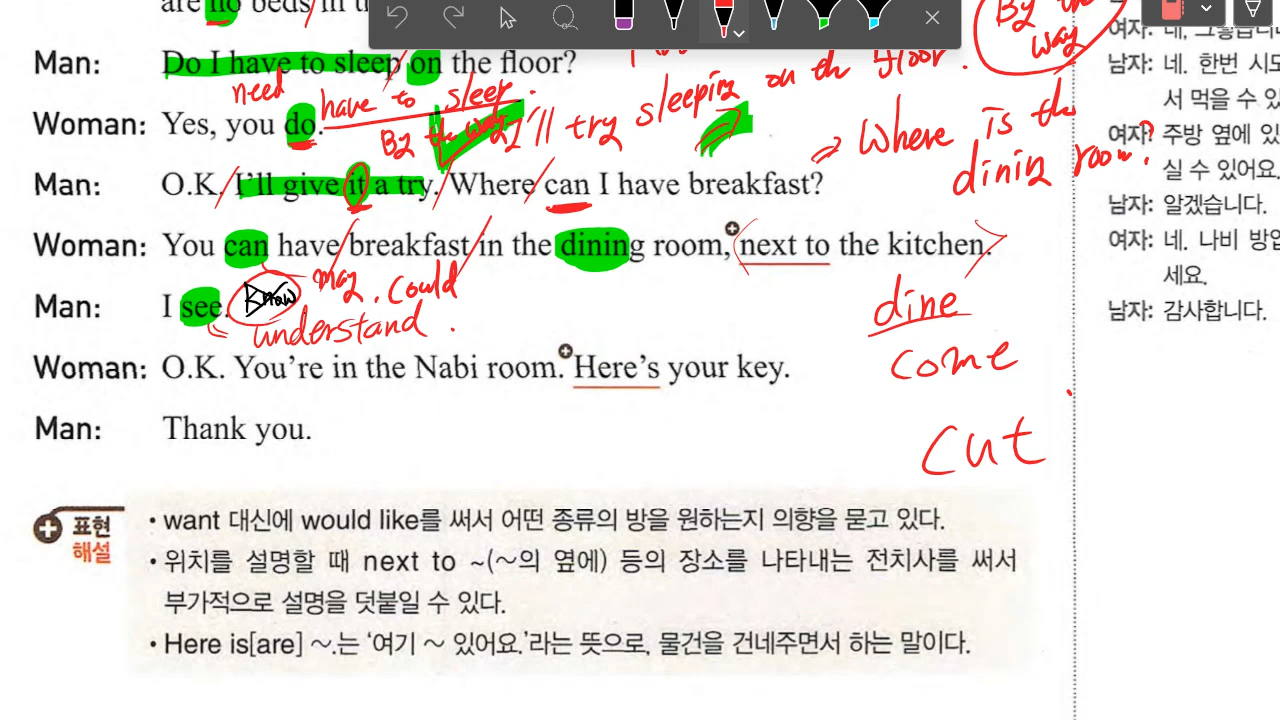 are no beds in t
By the
way
Man: Do I have to sleep on the floor?
need
have to sleep.
I'll try sleeping on the floor.
Woman: Yes, you do.
By the way
⇒ Where is the
dining room?
Man: O.K. I'll give it a try. Where can I have breakfast?
Woman: You can have breakfast in the dining room, next to the kitchen.
may. could
Man: I see.
understand.
dine
come
cut
Woman: O.K. You're in the Nabi room. Here's your key.
Man: Thank you.
표현
해설
• want 대신에 would like를 써서 어떤 종류의 방을 원하는지 의향을 묻고 있다.
• 위치를 설명할 때 next to ~(~의 옆에) 등의 장소를 나타내는 전치사를 써서
부가적으로 설명을 덧붙일 수 있다.
• Here is[are] ~.는 '여기 ~ 있어요.'라는 뜻으로, 물건을 건네주면서 하는 말이다.
여자: 네, 그렇습니
남자: 네. 한번 시도
서 먹을 수 있
여자: 주방 옆에 있
실 수 있어요.
남자: 알겠습니다.
여자: 네. 나비 방입
세요.
남자: 감사합니다.